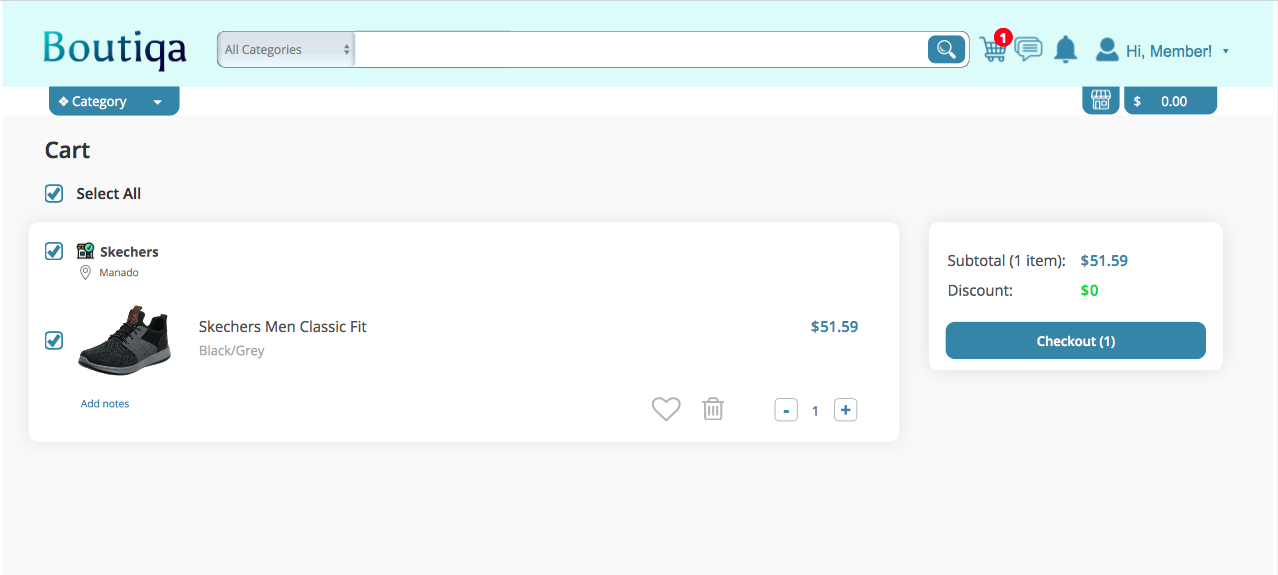 Boutiqa
All Categories
1
Hi, Member!
Category
$ 0.00
Cart
Select All
Skechers
Manado
Skechers Men Classic Fit
$51.59
Black/Grey
Add notes
- 1 +
Subtotal (1 item): $51.59
Discount: $0
Checkout (1)